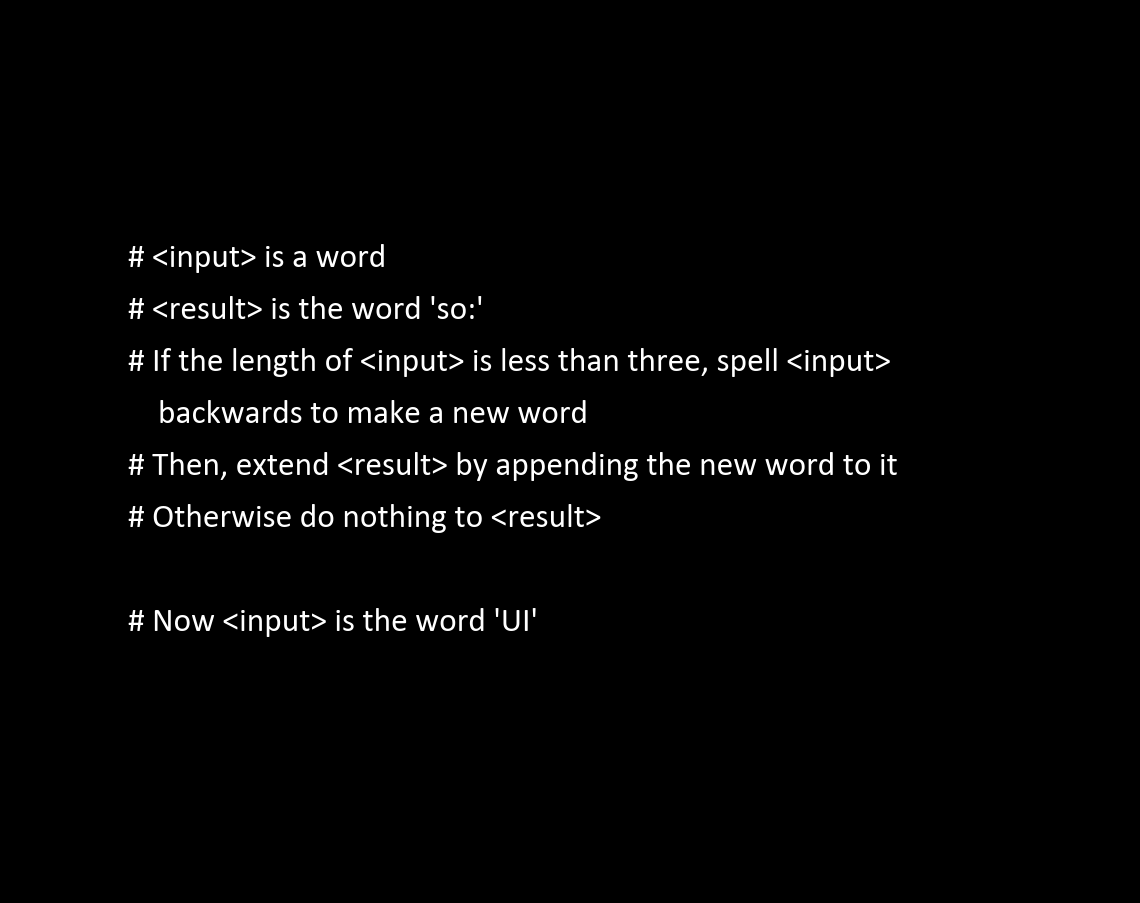 # <input> is a word
# <result> is the word 'so:'
# If the length of <input> is less than three, spell <input>
backwards to make a new word
# Then, extend <result> by appending the new word to it
# Otherwise do nothing to <result>
# Now <input> is the word 'UI'